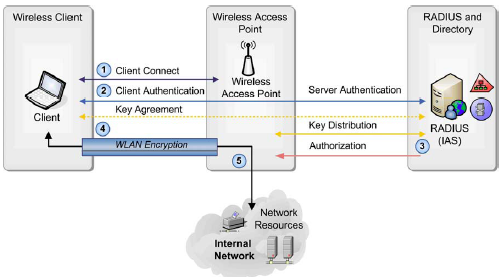 Wireless Client
Wireless Access
Point
RADIUS and
Directory
1 Client Connect
Wireless
Access Point
2 Client Authentication
Server Authentication
Client
Key Agreement
RADIUS
(IAS)
Key Distribution
4
WLAN Encryption
Authorization
3
5
Network
Resources
Internal
Network